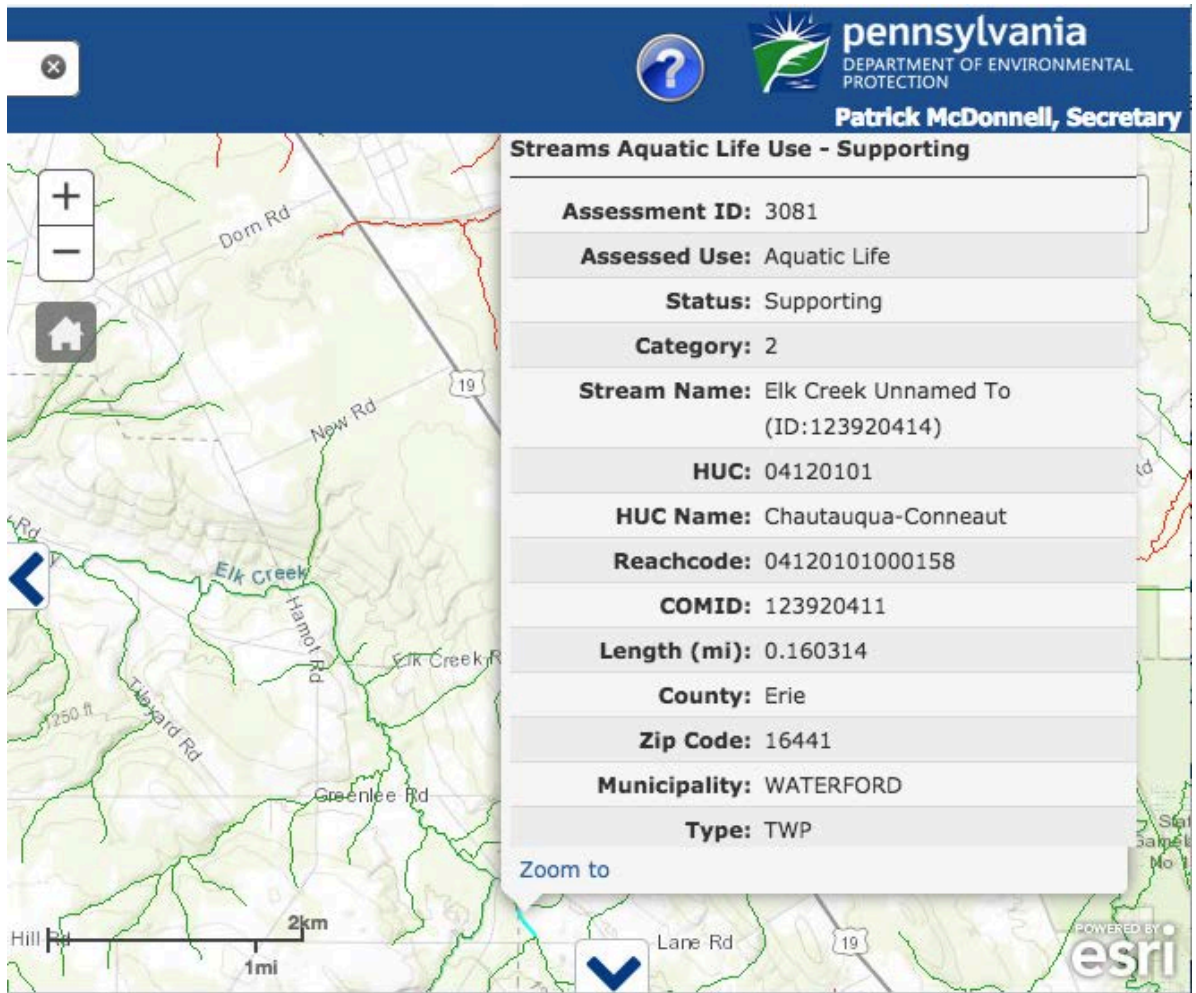 pennsylvania
DEPARTMENT OF ENVIRONMENTAL
PROTECTION
Patrick McDonnell, Secretary
Streams Aquatic Life Use - Supporting
Assessment ID: 3081
Assessed Use: Aquatic Life
Status: Supporting
Category: 2
Stream Name: Elk Creek Unnamed To
(ID:123920414)
HUC: 04120101
HUC Name: Chautauqua-Conneaut
Reachcode: 04120101000158
COMID: 123920411
Length (mi): 0.160314
County: Erie
Zip Code: 16441
Municipality: WATERFORD
Type: TWP
Zoom to
Dorn Rd
19
New Rd
Rd
Elk Creek
Hamot Rd
Elk Creek R
Tileyard Rd
1250 ft
Greenlee Rd
Hill Rd
2km
1mi
Lane Rd
19
POWERED BY
esri